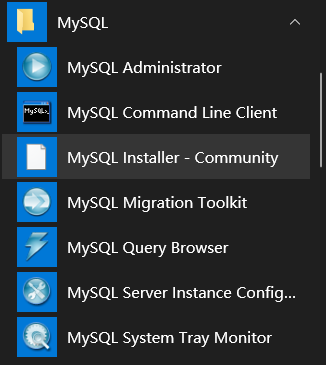 MySQL
MySQL Administrator
MySQL Command Line Client
MySQL Installer - Community
MySQL Migration Toolkit
MySQL Query Browser
MySQL Server Instance Config...
MySQL System Tray Monitor